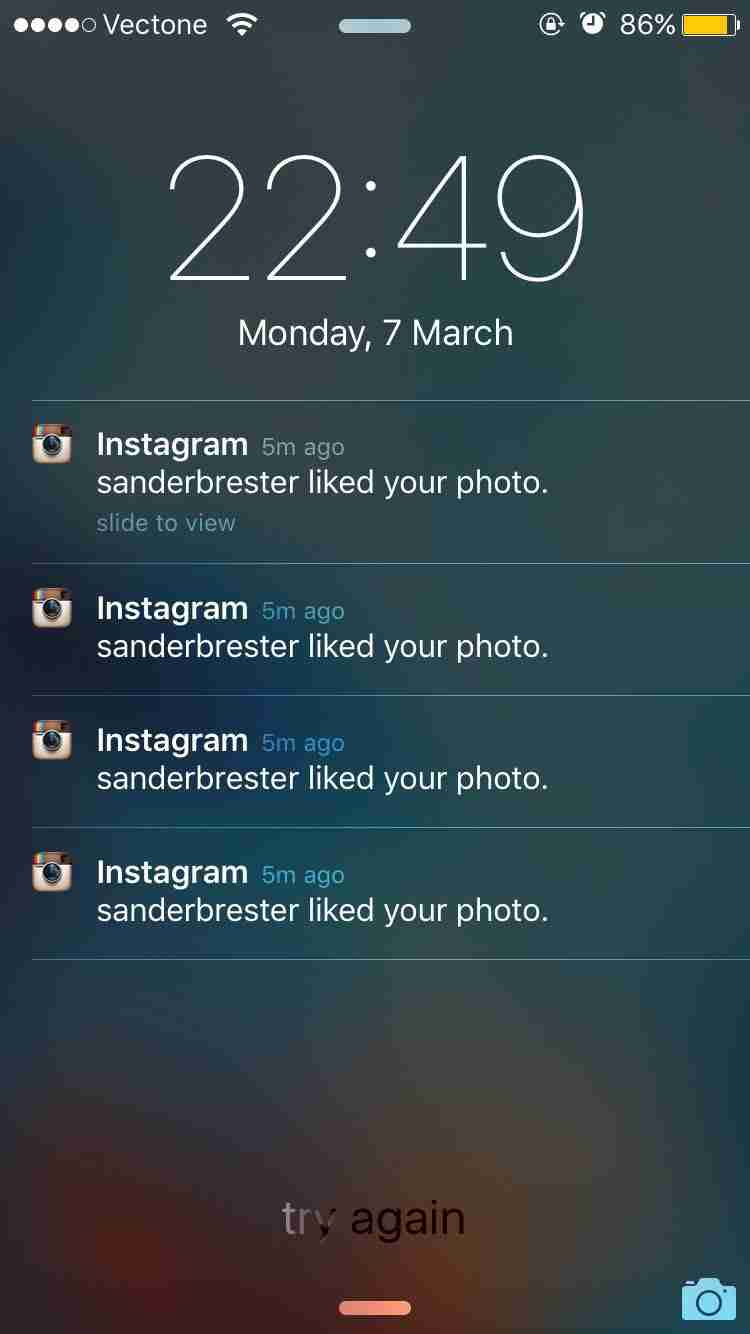 Vectone 86%
22:49
Monday, 7 March
Instagram 5m ago
sanderbrester liked your photo.
slide to view
Instagram 5m ago
sanderbrester liked your photo.
Instagram 5m ago
sanderbrester liked your photo.
Instagram 5m ago
sanderbrester liked your photo.
try again